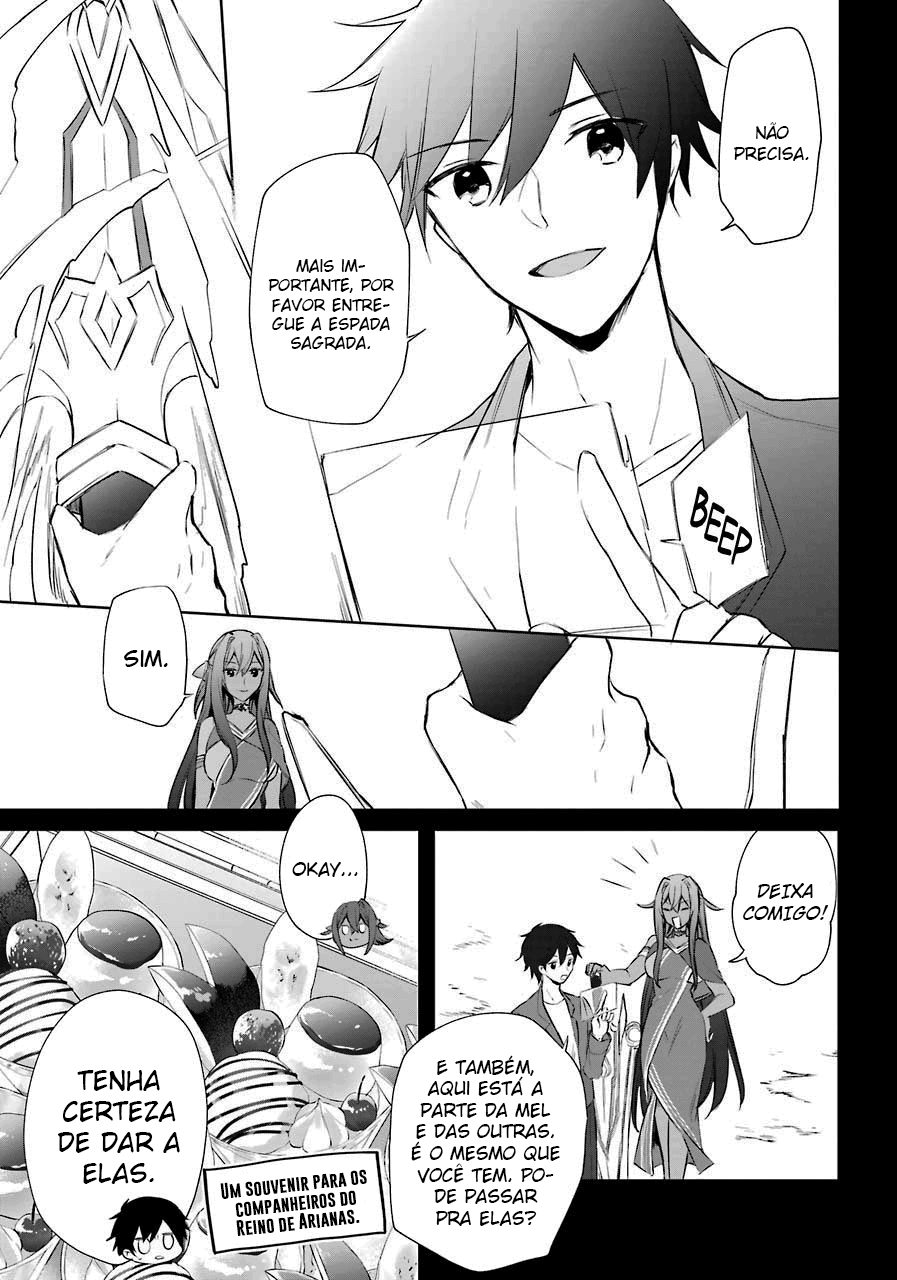 NÃO
PRECISA.
MAIS IM-
PORTANTE, POR
FAVOR ENTRE-
GUE A ESPADA
SAGRADA.
BEEP
SIM.
DEIXA
COMIGO!
E TAMBÉM,
AQUI ESTÁ A
PARTE DA MEL
E DAS OUTRAS.
É O MESMO QUE
VOCÊ TEM. PO-
DE PASSAR
PRA ELAS?
OKAY...
TENHA
CERTEZA
DE DAR A
ELAS.
UM SOUVENIR PARA OS
COMPANHEIROS DO
REINO DE ARIANAS.